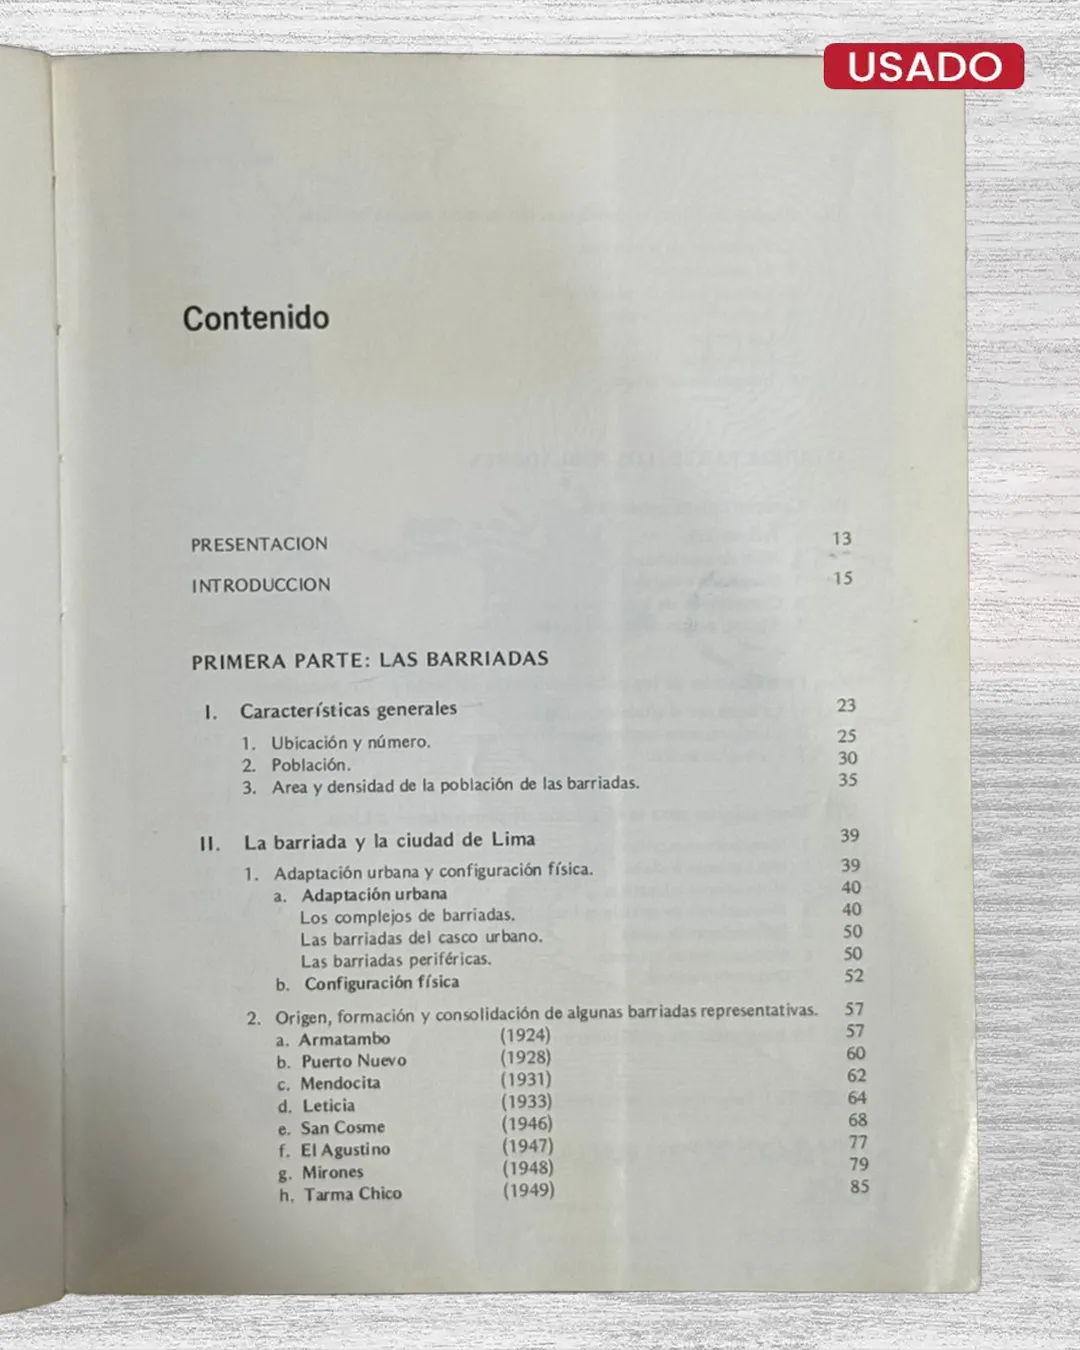 USADO
Contenido
PRESENTACION 13
INTRODUCCION 15
PRIMERA PARTE: LAS BARRIADAS
I. Características generales 23
1. Ubicación y número. 25
2. Población. 30
3. Area y densidad de la población de las barriadas. 35
II. La barriada y la ciudad de Lima 39
1. Adaptación urbana y configuración física. 39
a. Adaptación urbana 40
Los complejos de barriadas. 40
Las barriadas del casco urbano. 50
Las barriadas periféricas. 50
b. Configuración física 52
2. Origen, formación y consolidación de algunas barriadas representativas. 57
a. Armatambo (1924) 57
b. Puerto Nuevo (1928) 60
c. Mendocita (1931) 62
d. Leticia (1933) 64
e. San Cosme (1946) 68
f. El Agustino (1947) 77
g. Mirones (1948) 79
h. Tarma Chico (1949) 85